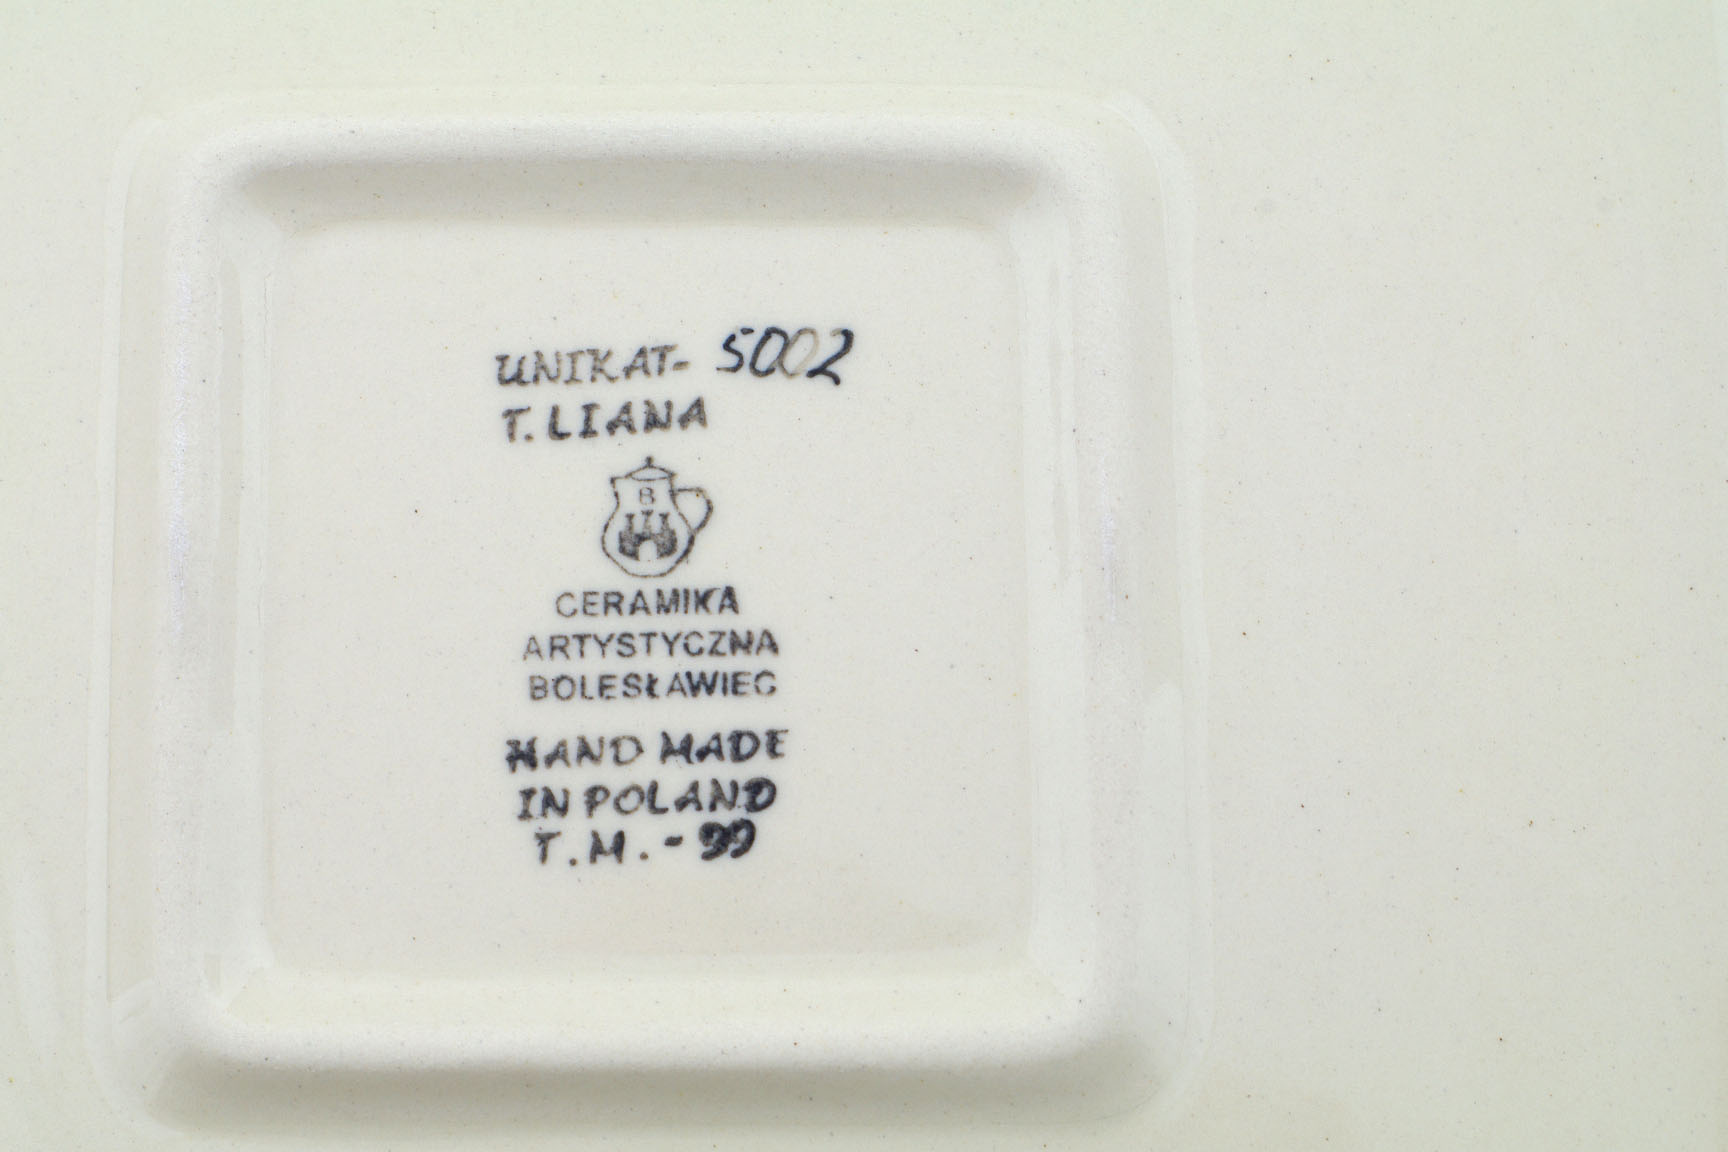 UNIKAT- 5002
T. LIANA
B
CERAMIKA
ARTYSTYCZNA
BOLESŁAWIEC
HAND MADE
IN POLAND
T.M. - 99